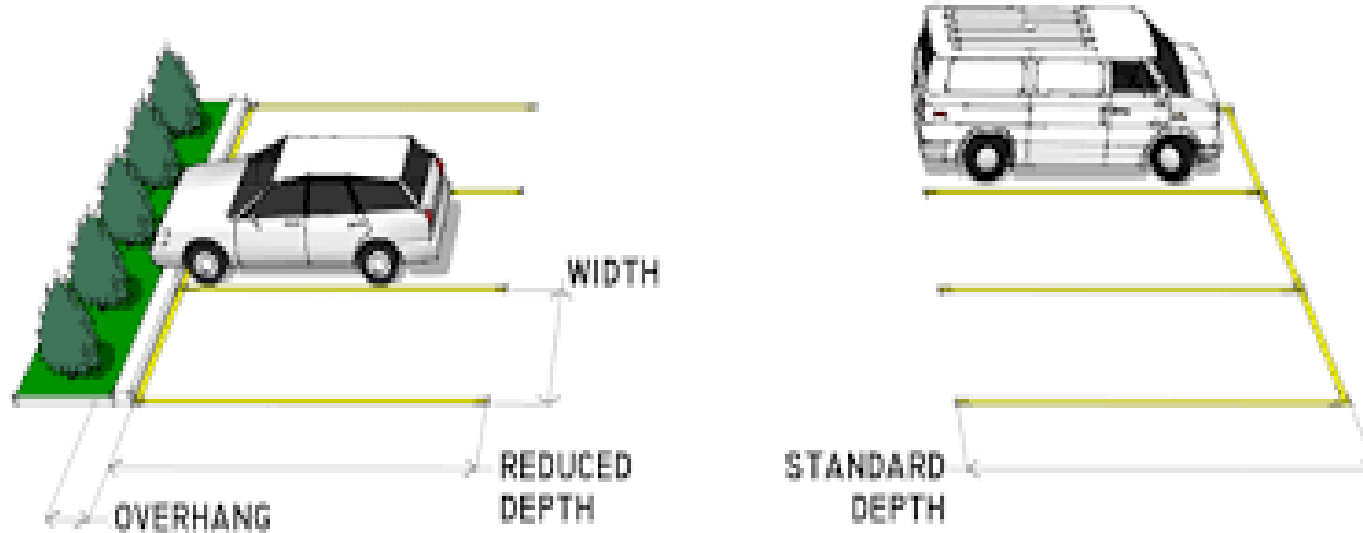 WIDTH
REDUCED
DEPTH
OVERHANG
STANDARD
DEPTH